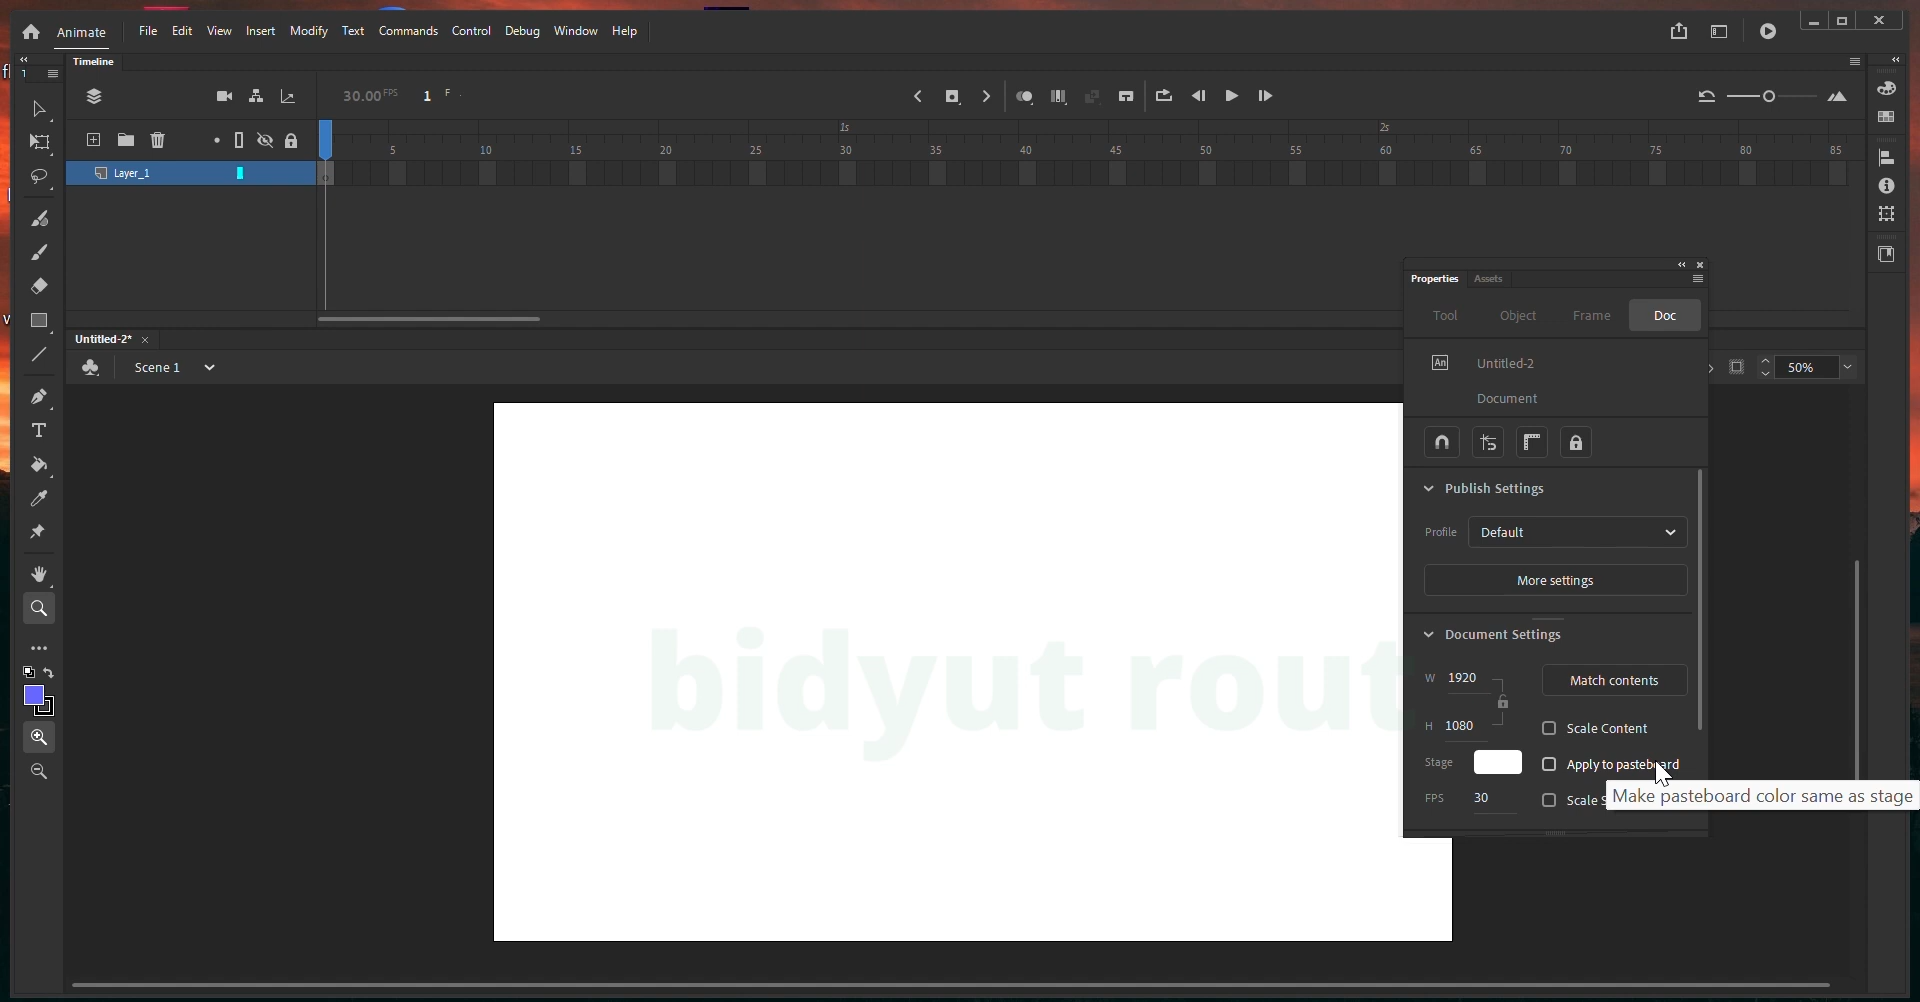 Animate File Edit View Insert Modify Text Commands Control Debug Window Help
Timeline
30.00 FPS 1 F
1s 2s
5 10 15 20 25 30 35 40 45 50 55 60 65 70 75 80 85
Layer_1
Properties Assets
Tool Object Frame Doc
Untitled-2*
Scene 1
50%
An Untitled-2
Document
Publish Settings
Profile Default
More settings
Document Settings
W 1920 Match contents
H 1080 Scale Content
Stage Apply to pasteboard
FPS 30 Scale S
Make pasteboard color same as stage
bidyut rout